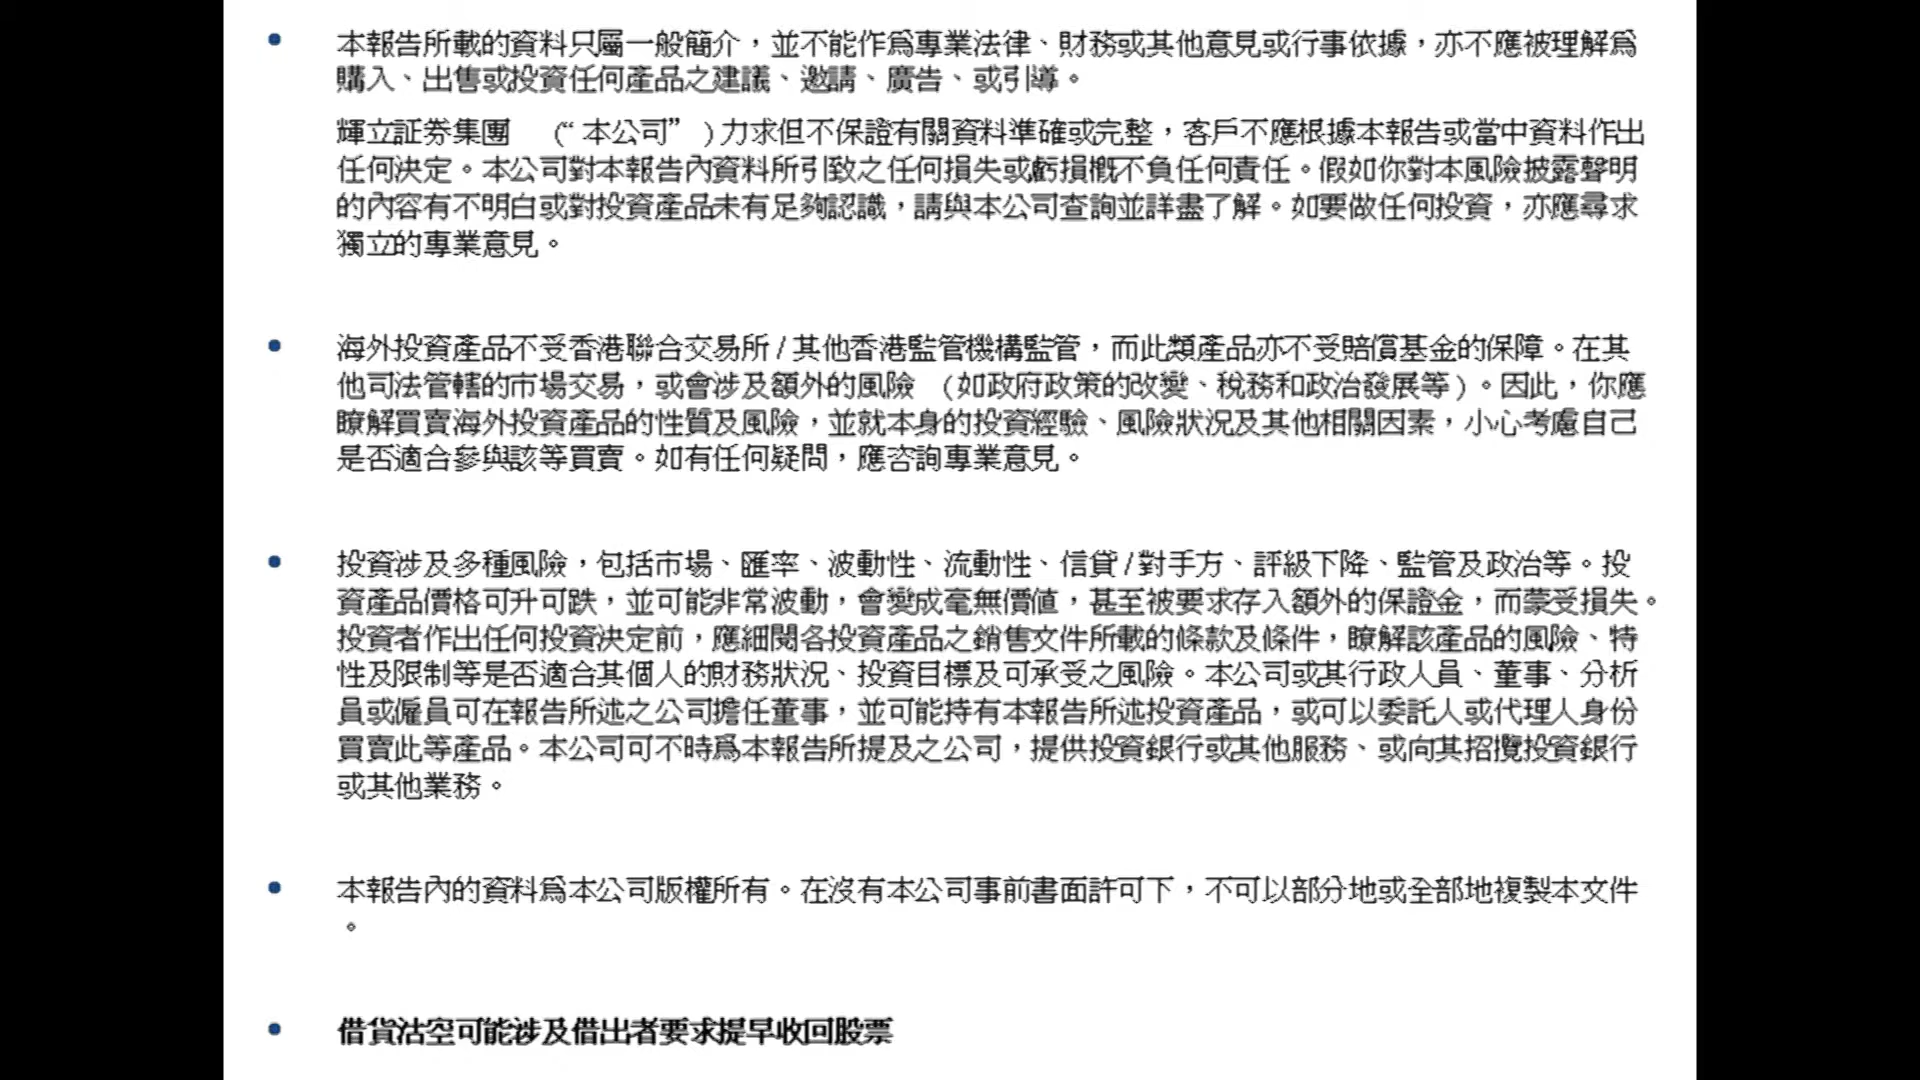 • 本報告所載的資料只屬一般簡介，並不能作為專業法律、財務或其他意見或行事依據，亦不應被理解為
購入、出售或投資任何產品之建議、邀請、廣告、或引導。
輝立証券集團 (“本公司”)力求但不保證有關資料準確或完整，客戶不應根據本報告或當中資料作出
任何決定。本公司對本報告內資料所引致之任何損失或虧損概不負任何責任。假如你對本風險披露聲明
的內容有不明白或對投資產品未有足夠認識，請與本公司查詢並詳盡了解。如要做任何投資，亦應尋求
獨立的專業意見。
• 海外投資產品不受香港聯合交易所/其他香港監管機構監管，而此類產品亦不受賠償基金的保障。在其
他司法管轄的市場交易，或會涉及額外的風險 (如政府政策的改變、稅務和政治發展等)。因此，你應
瞭解買賣海外投資產品的性質及風險，並就本身的投資經驗、風險狀況及其他相關因素，小心考慮自己
是否適合參與該等買賣。如有任何疑問，應咨詢專業意見。
• 投資涉及多種風險，包括市場、匯率、波動性、流動性、信貸/對手方、評級下降、監管及政治等。投
資產品價格可升可跌，並可能非常波動，會變成毫無價值，甚至被要求存入額外的保證金，而蒙受損失。
投資者作出任何投資決定前，應細閱各投資產品之銷售文件所載的條款及條件，瞭解該產品的風險、特
性及限制等是否適合其個人的財務狀況、投資目標及可承受之風險。本公司或其行政人員、董事、分析
員或僱員可在報告所述之公司擔任董事，並可能持有本報告所述投資產品，或可以委託人或代理人身份
買賣此等產品。本公司可不時為本報告所提及之公司，提供投資銀行或其他服務、或向其招攬投資銀行
或其他業務。
• 本報告內的資料為本公司版權所有。在沒有本公司事前書面許可下，不可以部分地或全部地複製本文件
。
• 借貨沽空可能涉及借出者要求提早收回股票